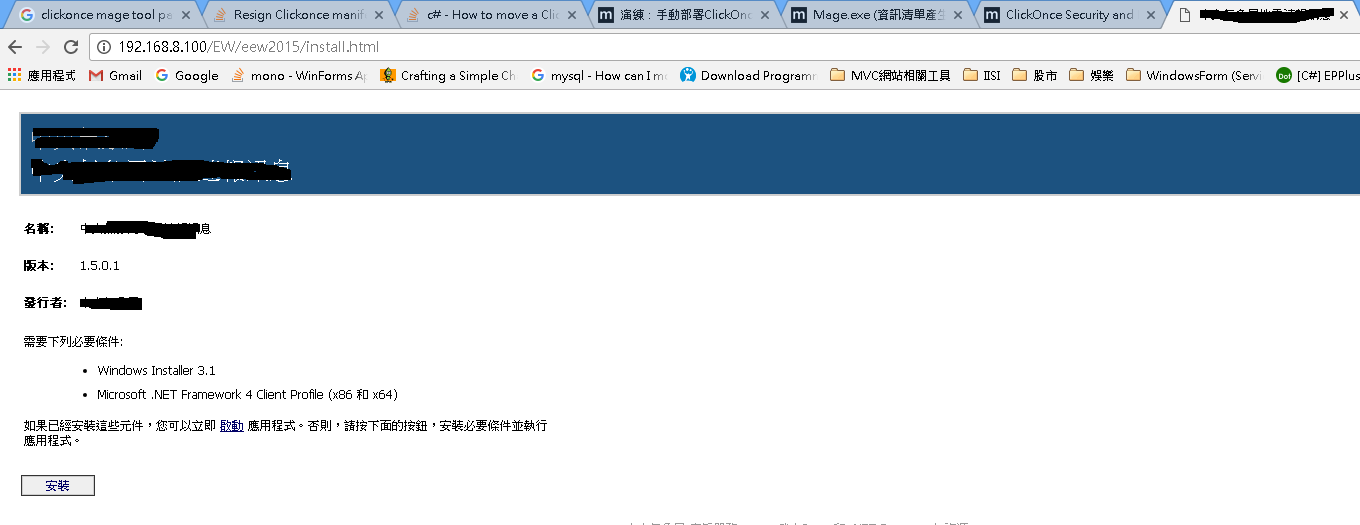 clickonce mage tool pa
Resign Clickonce manif
c# - How to move a Clic
演練：手動部署ClickOnc
Mage.exe (資訊清單產生
ClickOnce Security and
192.168.8.100/EW/eew2015/install.html
應用程式 Gmail Google mono - WinForms Ap Crafting a Simple Ch mysql - How can I mo Download Programm MVC網站相關工具 IISI 股市 娛樂 WindowsForm (Servi [C#] EPPlus
名稱: 息
版本: 1.5.0.1
發行者:
需要下列必要條件:
Windows Installer 3.1
Microsoft .NET Framework 4 Client Profile (x86 和 x64)
如果已經安裝這些元件，您可以立即 啟動 應用程式。否則，請按下面的按鈕，安裝必要條件並執行
應用程式。
安裝